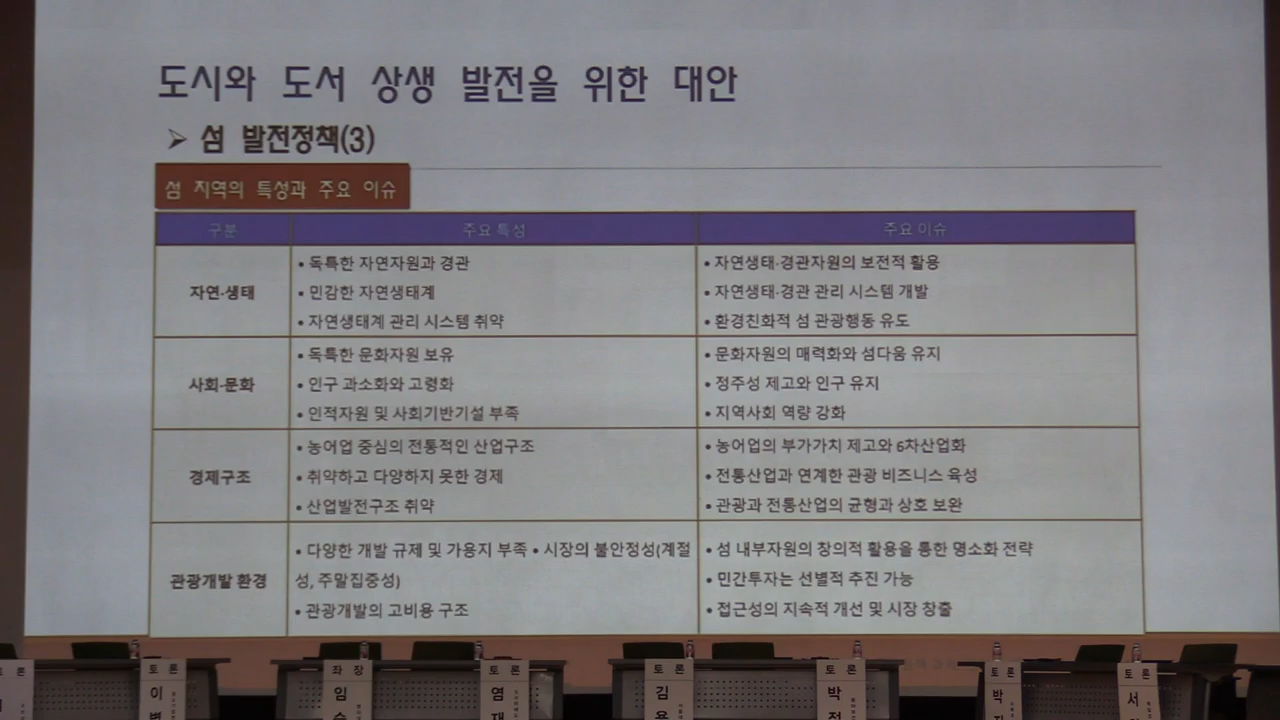 도시와 도서 상생 발전을 위한 대안
➢ 섬 발전정책(3)
섬 지역의 특성과 주요 이슈
구분 주요 특성 주요 이슈
자연·생태
• 독특한 자연자원과 경관
• 민감한 자연생태계
• 자연생태계 관리 시스템 취약
• 자연생태·경관자원의 보전적 활용
• 자연생태·경관 관리 시스템 개발
• 환경친화적 섬 관광행동 유도
사회·문화
• 독특한 문화자원 보유
• 인구 과소화와 고령화
• 인적자원 및 사회기반기설 부족
• 문화자원의 매력화와 섬다움 유지
• 정주성 제고와 인구 유지
• 지역사회 역량 강화
경제구조
• 농어업 중심의 전통적인 산업구조
• 취약하고 다양하지 못한 경제
• 산업발전구조 취약
• 농어업의 부가가치 제고와 6차산업화
• 전통산업과 연계한 관광 비즈니스 육성
• 관광과 전통산업의 균형과 상호 보완
관광개발 환경
• 다양한 개발 규제 및 가용지 부족 • 시장의 불안정성(계절
성, 주말집중성)
• 관광개발의 고비용 구조
• 섬 내부자원의 창의적 활용을 통한 명소화 전략
• 민간투자는 선별적 추진 가능
• 접근성의 지속적 개선 및 시장 창출
토론
이
좌장
임
토론
염
토론
김
토론
박
토론
박
토론
서